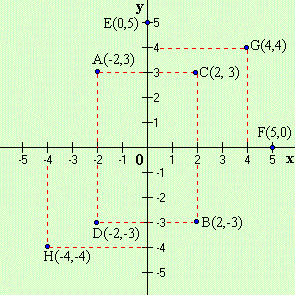 y
E(0,5) 5
4 G(4,4)
A(-2,3) 3 C(2, 3)
2
1
F(5,0)
-5 -4 -3 -2 -1 0 1 2 3 4 5 x
-1
-2
-3 B(2,-3)
D(-2,-3)
-4
H(-4,-4)
-5